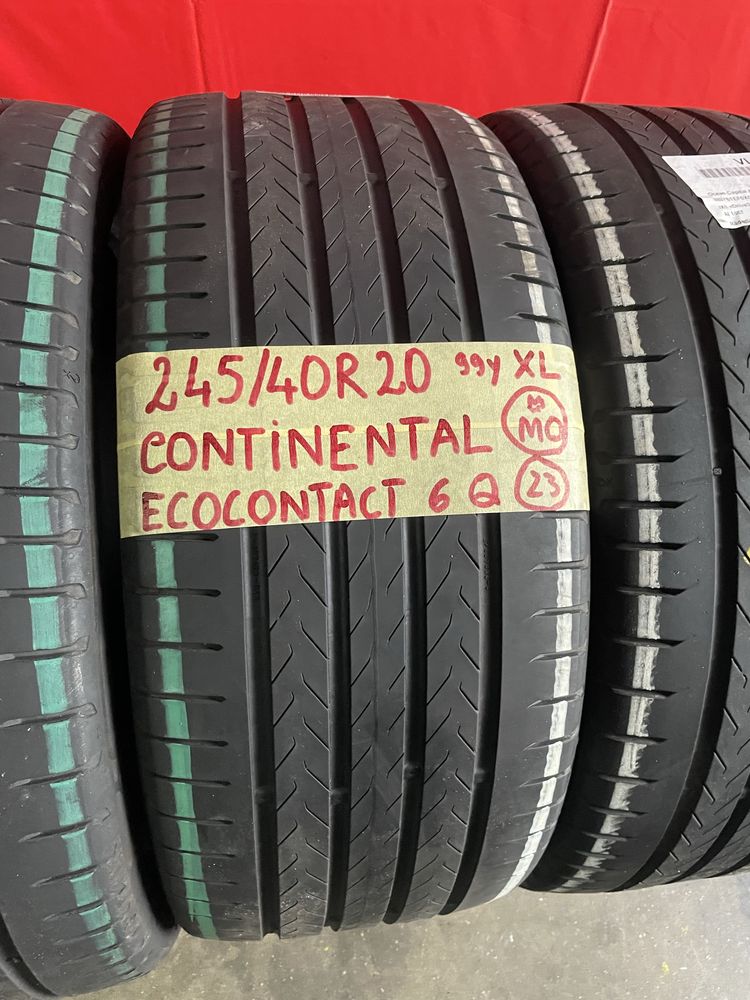 245/40R20 99Y XL
CONTINENTAL MO
ECOCONTACT 6 Q 23